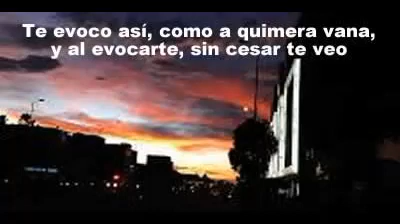 Te evoco así, como a quimera vana,
y al evocarte, sin cesar te veo